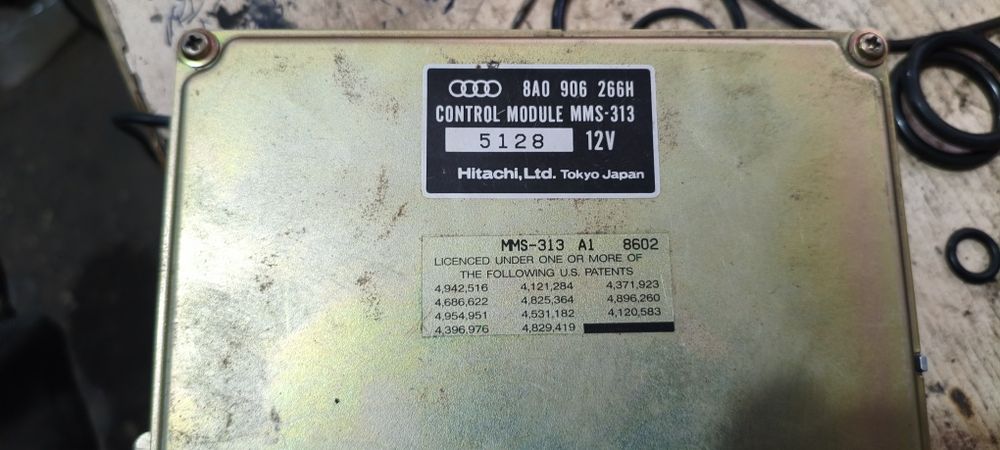 8A0 906 266H
CONTROL MODULE MMS-313
5128 12V
Hitachi, Ltd. Tokyo Japan
MMS-313 A1 8602
LICENCED UNDER ONE OR MORE OF
THE FOLLOWING U.S. PATENTS
4,942,516 4,121,284 4,371,923
4,686,622 4,825,364 4,896,260
4,954,951 4,531,182 4,120,583
4,396,976 4,829,419